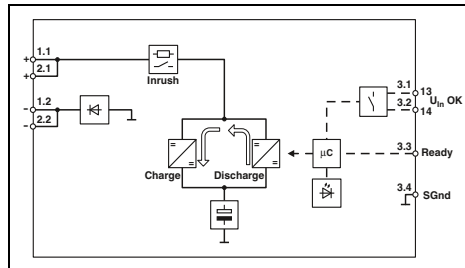 1.1
+
2.1
+
1.2
–
2.2
–
Inrush
Charge
Discharge
µC
3.1
13
3.2
14
UIn OK
3.3
Ready
3.4
SGnd